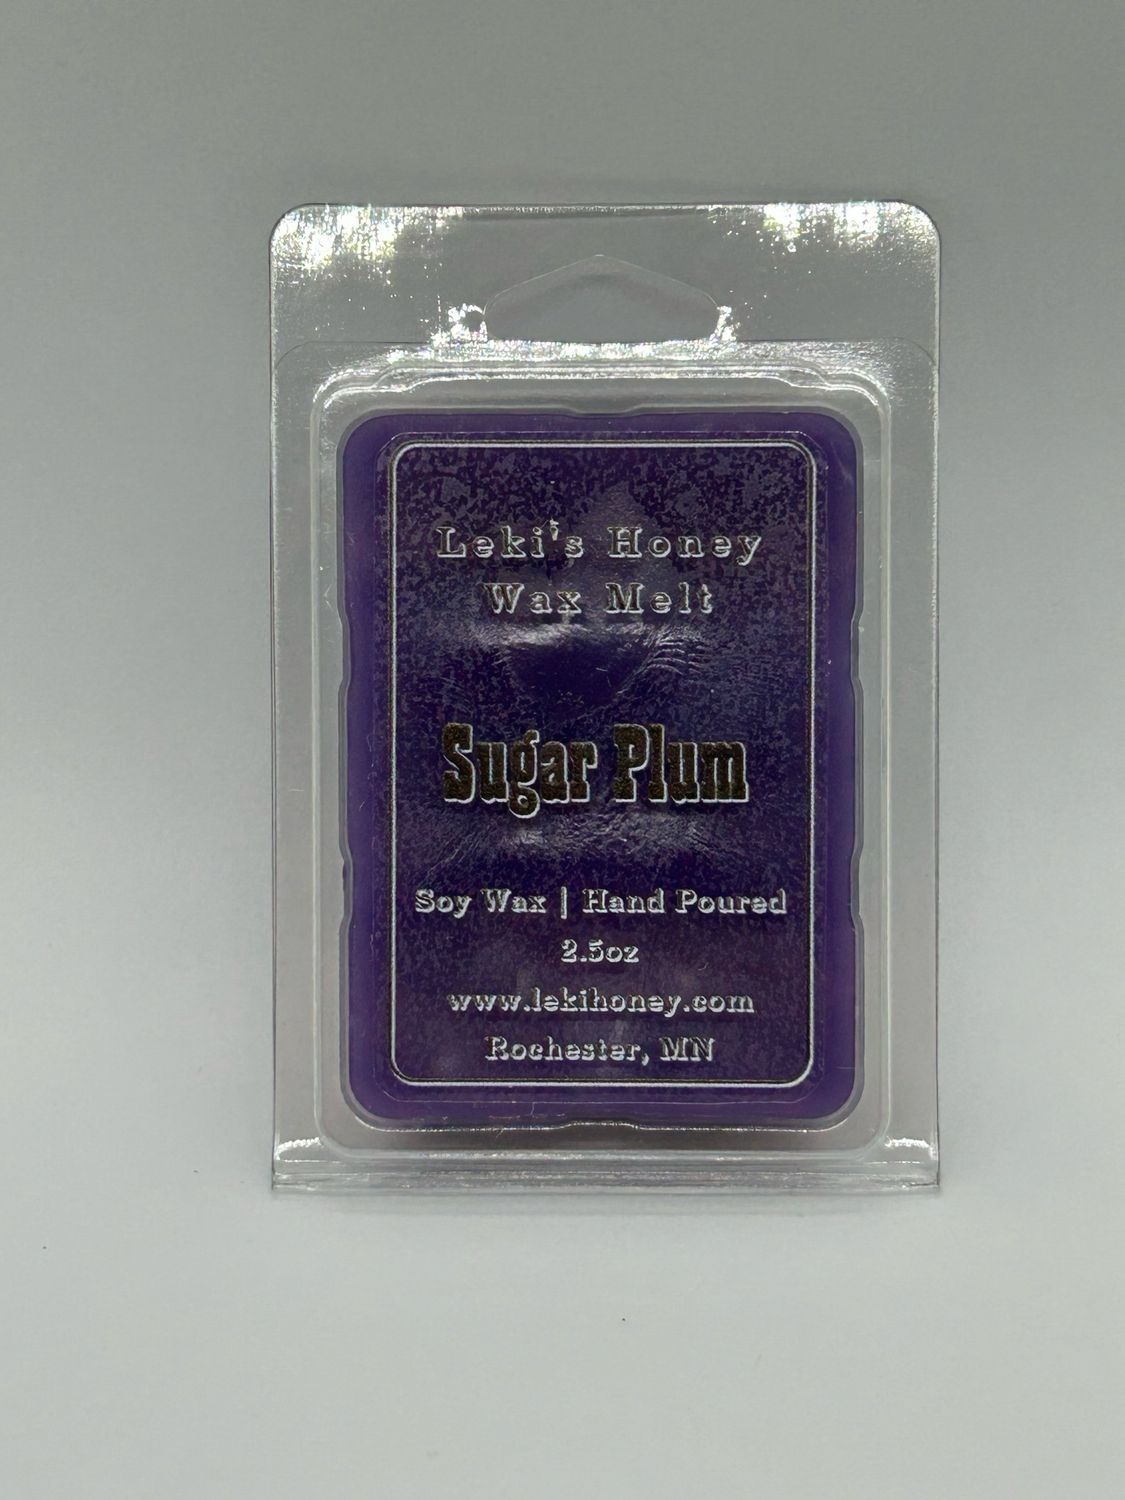 Leki's Honey
Wax Melt
Sugar Plum
Soy Wax | Hand Poured
2.5oz
www.lekihoney.com
Rochester, MN